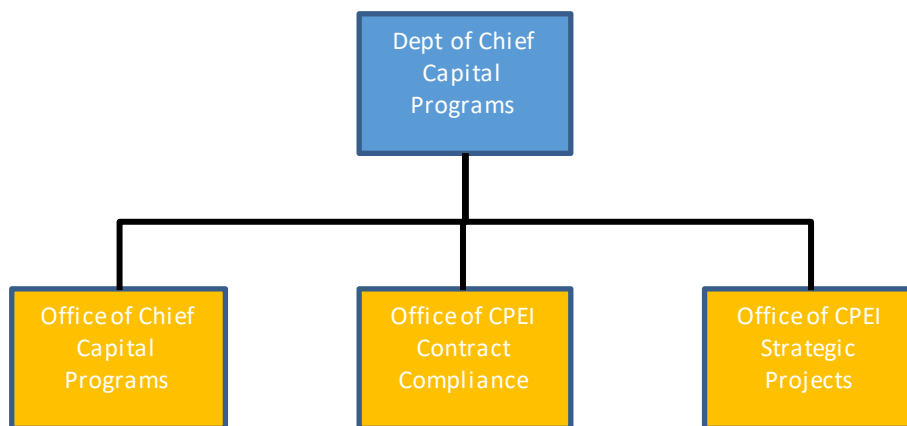 Dept of Chief
Capital
Programs
Office of Chief
Capital
Programs
Office of CPEI
Contract
Compliance
Office of CPEI
Strategic
Projects